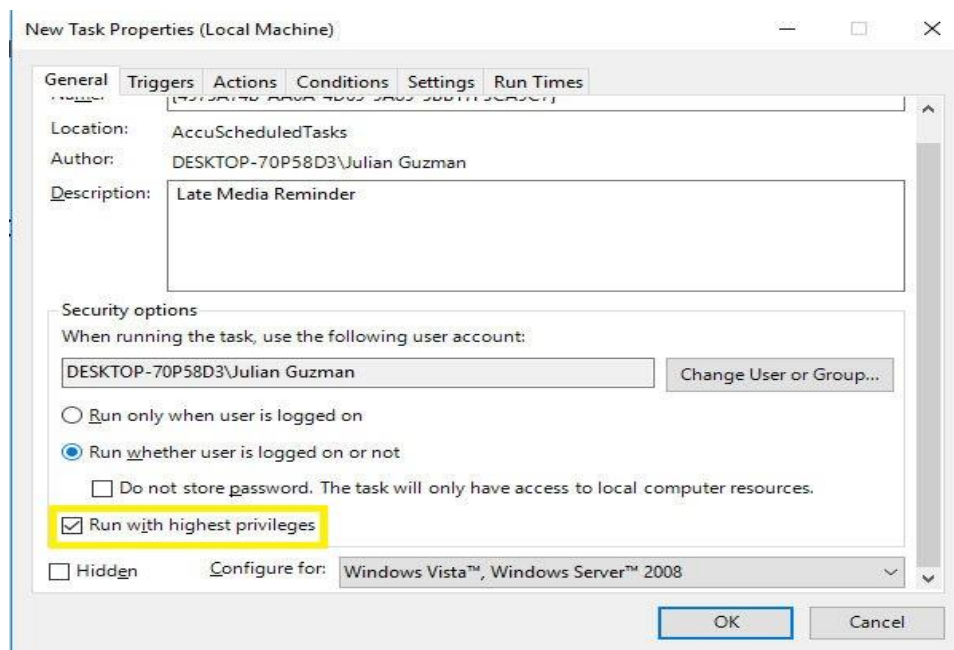 New Task Properties (Local Machine)
General Triggers Actions Conditions Settings Run Times
Location: AccuScheduledTasks
Author: DESKTOP-70P58D3\Julian Guzman
Description: Late Media Reminder
Security options
When running the task, use the following user account:
DESKTOP-70P58D3\Julian Guzman Change User or Group...
Run only when user is logged on
Run whether user is logged on or not
Do not store password. The task will only have access to local computer resources.
Run with highest privileges
Hidden Configure for: Windows Vista™, Windows Server™ 2008
OK Cancel